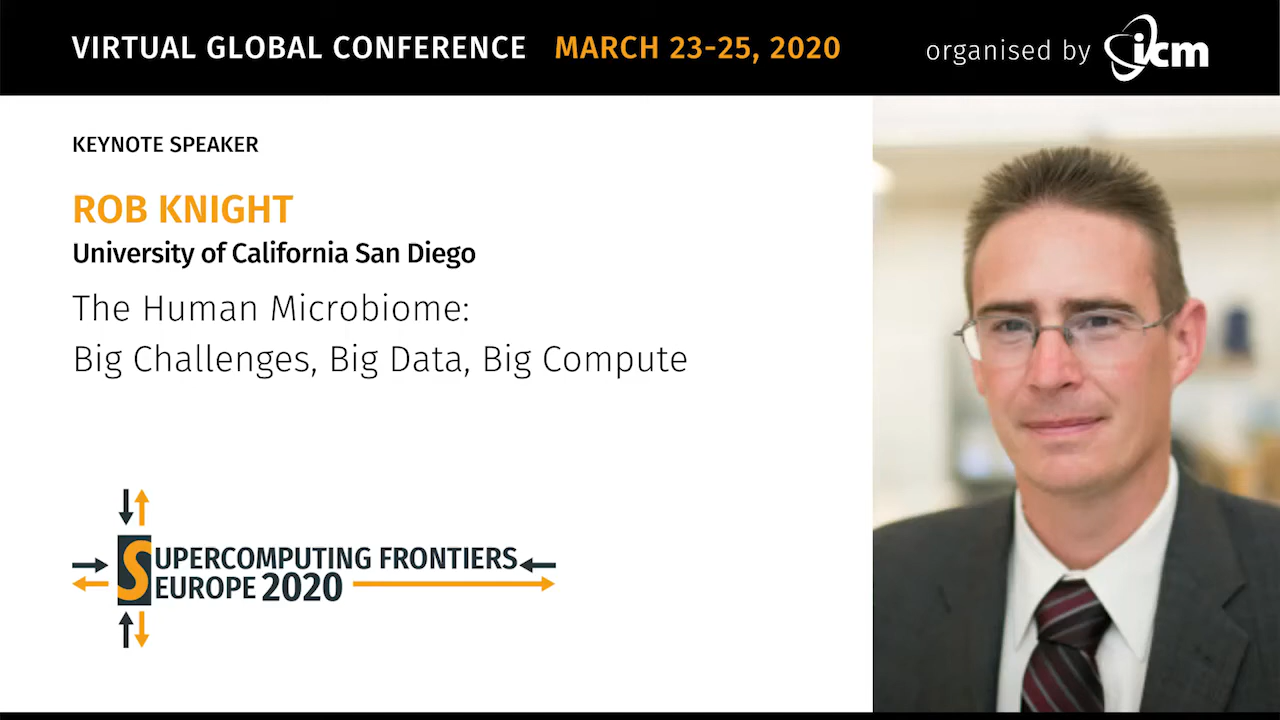 VIRTUAL GLOBAL CONFERENCE MARCH 23-25, 2020 organised by icm
KEYNOTE SPEAKER
ROB KNIGHT
University of California San Diego
The Human Microbiome:
Big Challenges, Big Data, Big Compute
SUPERCOMPUTING FRONTIERS
EUROPE 2020